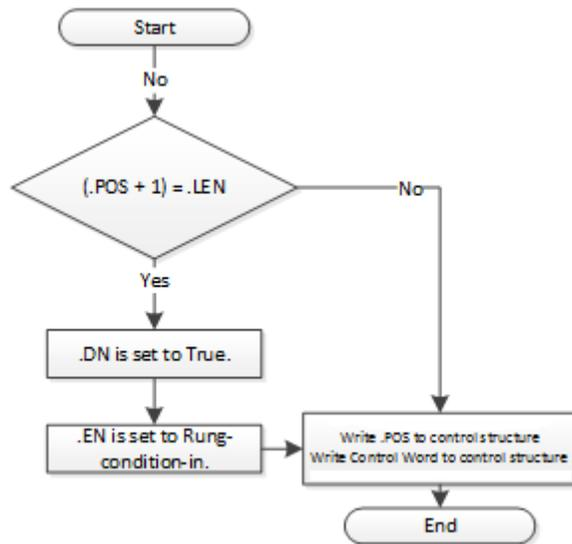 Start
No
(.POS + 1) = .LEN
No
Yes
.DN is set to True.
.EN is set to Rung-
condition-in.
Write .POS to control structure
Write Control Word to control structure
End